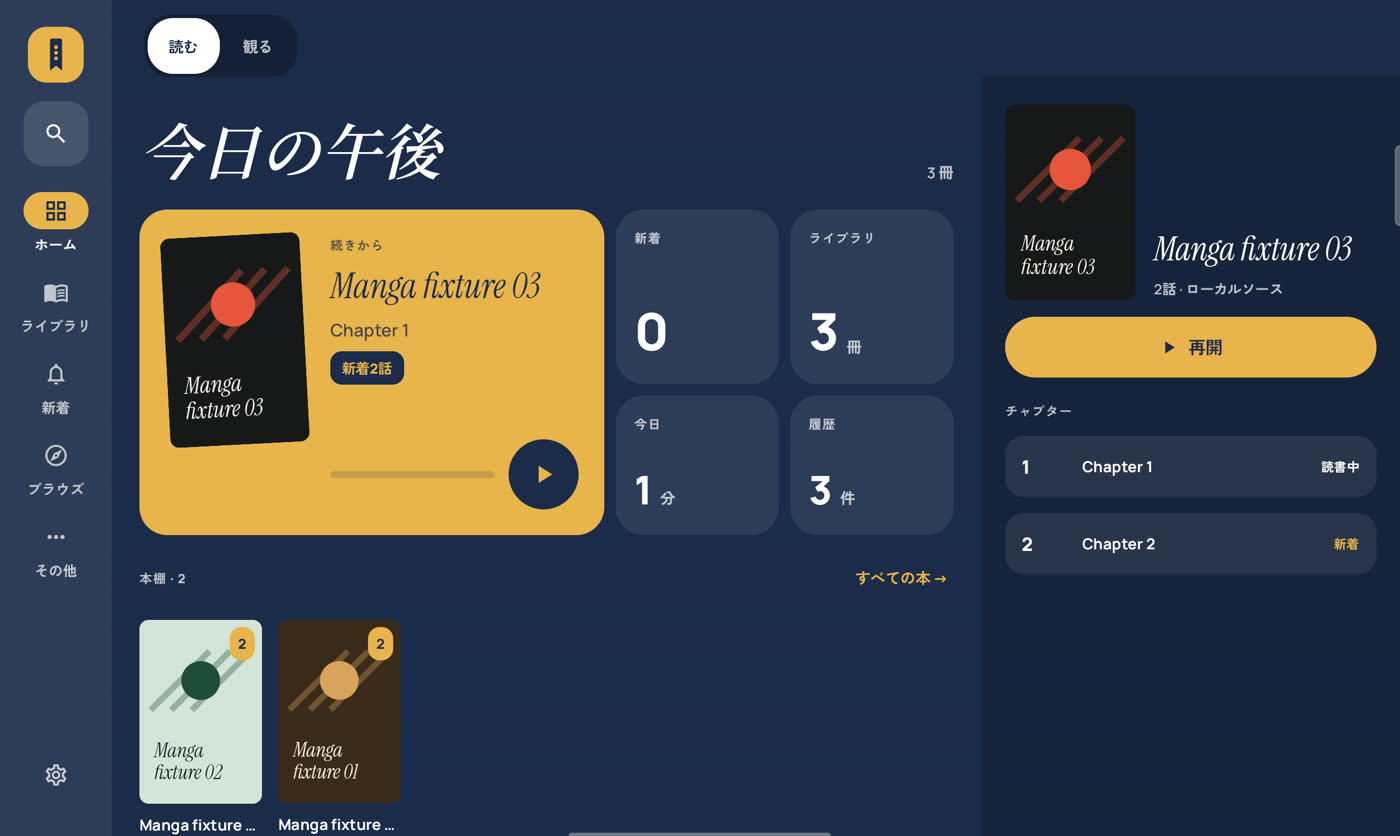 読む
観る
ホーム
ライブラリ
新着
ブラウズ
その他
今日の午後
3 冊
Manga
fixture 03
続きから
Manga fixture 03
Chapter 1
新着2話
新着
0
ライブラリ
3 冊
今日
1 分
履歴
3 件
本棚 · 2
すべての本 →
2
Manga
fixture 02
Manga fixture ...
2
Manga
fixture 01
Manga fixture ...
Manga
fixture 03
Manga fixture 03
2話 · ローカルソース
再開
チャプター
1 Chapter 1 読書中
2 Chapter 2 新着